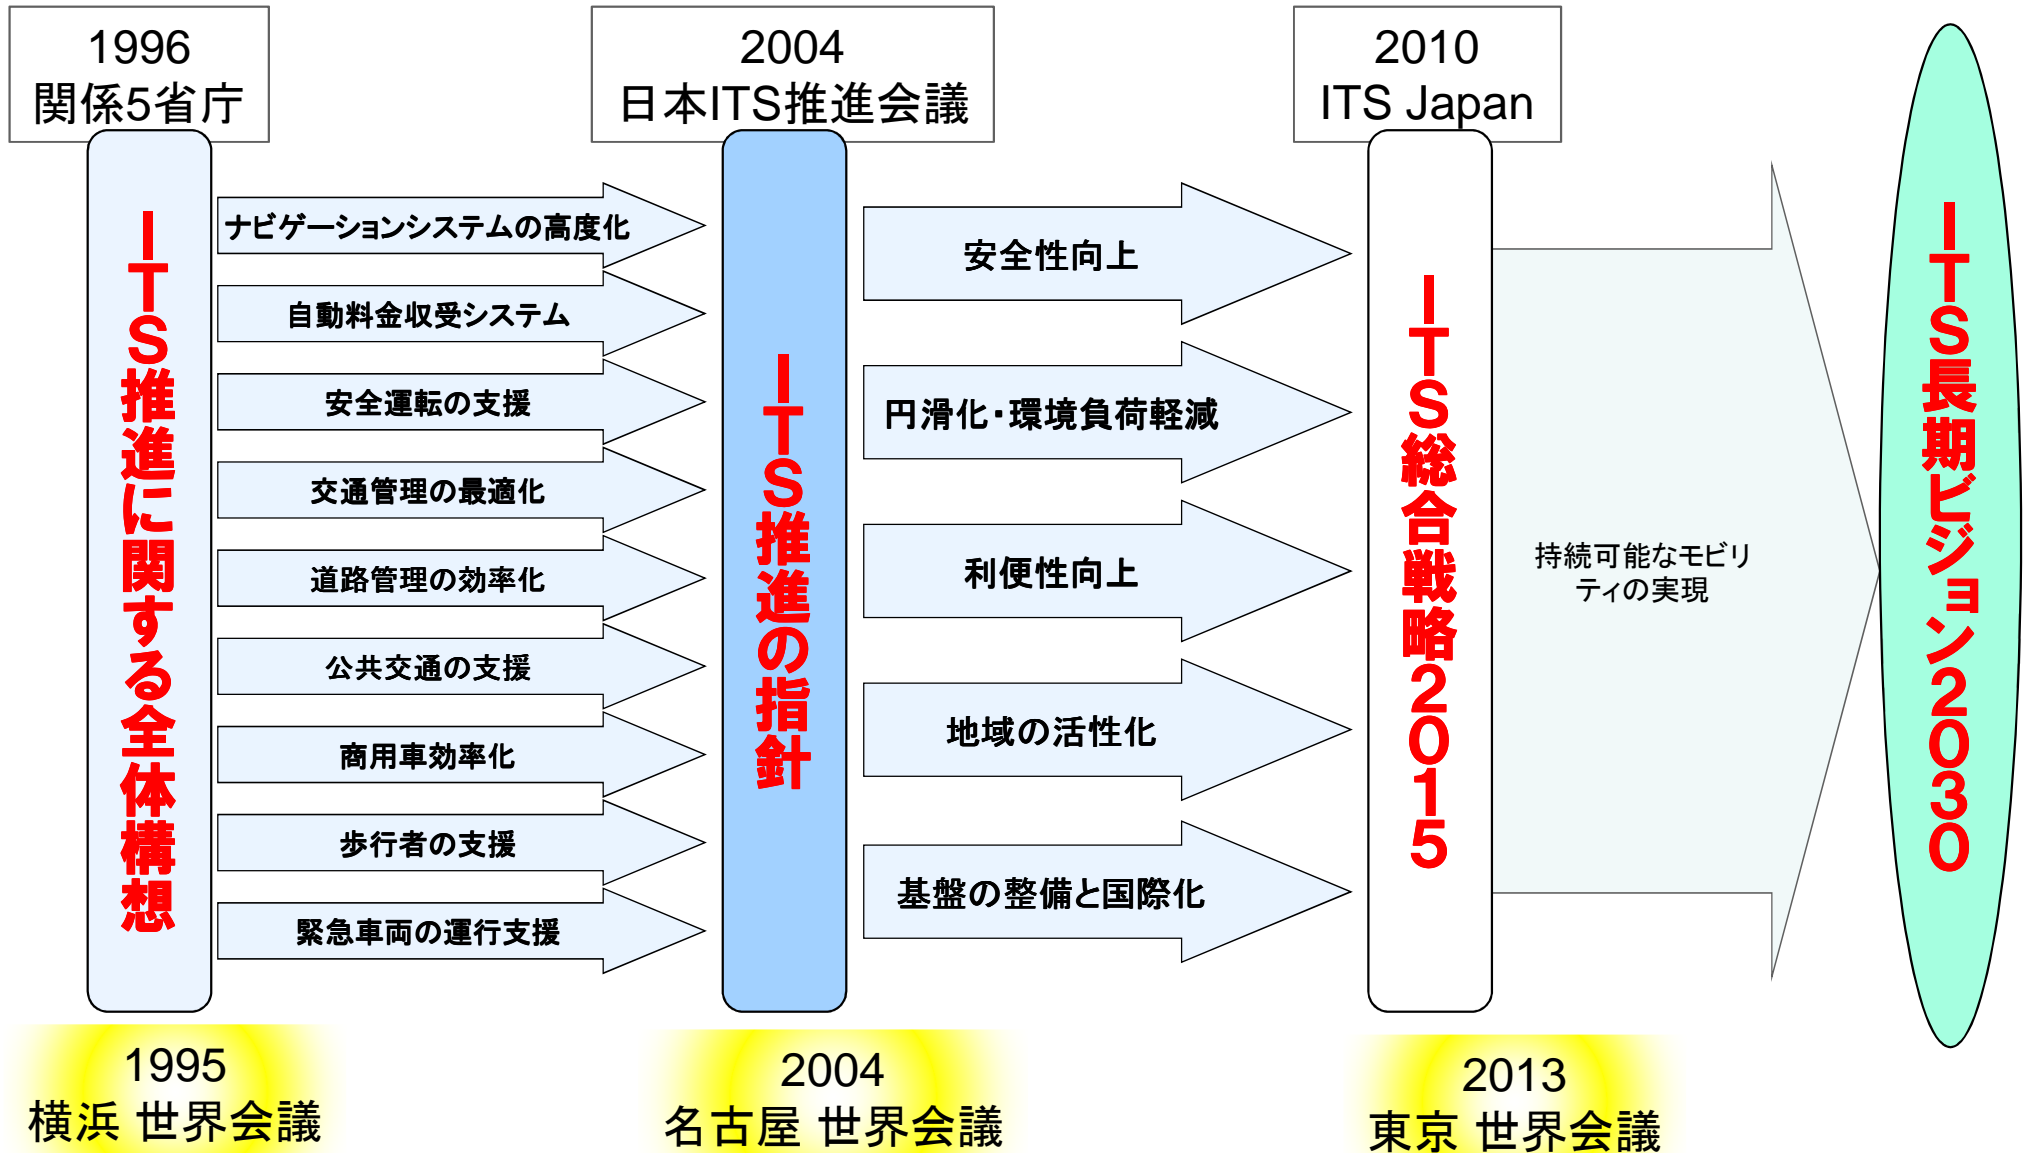 1996
関係5省庁
2004
日本ITS推進会議
2010
ITS Japan
ITS推進に関する全体構想
ナビゲーションシステムの高度化
自動料金収受システム
安全運転の支援
交通管理の最適化
道路管理の効率化
公共交通の支援
商用車効率化
歩行者の支援
緊急車両の運行支援
ITS推進の指針
安全性向上
円滑化・環境負荷軽減
利便性向上
地域の活性化
基盤の整備と国際化
ITS総合戦略2015
持続可能なモビリ
ティの実現
ITS長期ビジョン2030
1995
横浜 世界会議
2004
名古屋 世界会議
2013
東京 世界会議